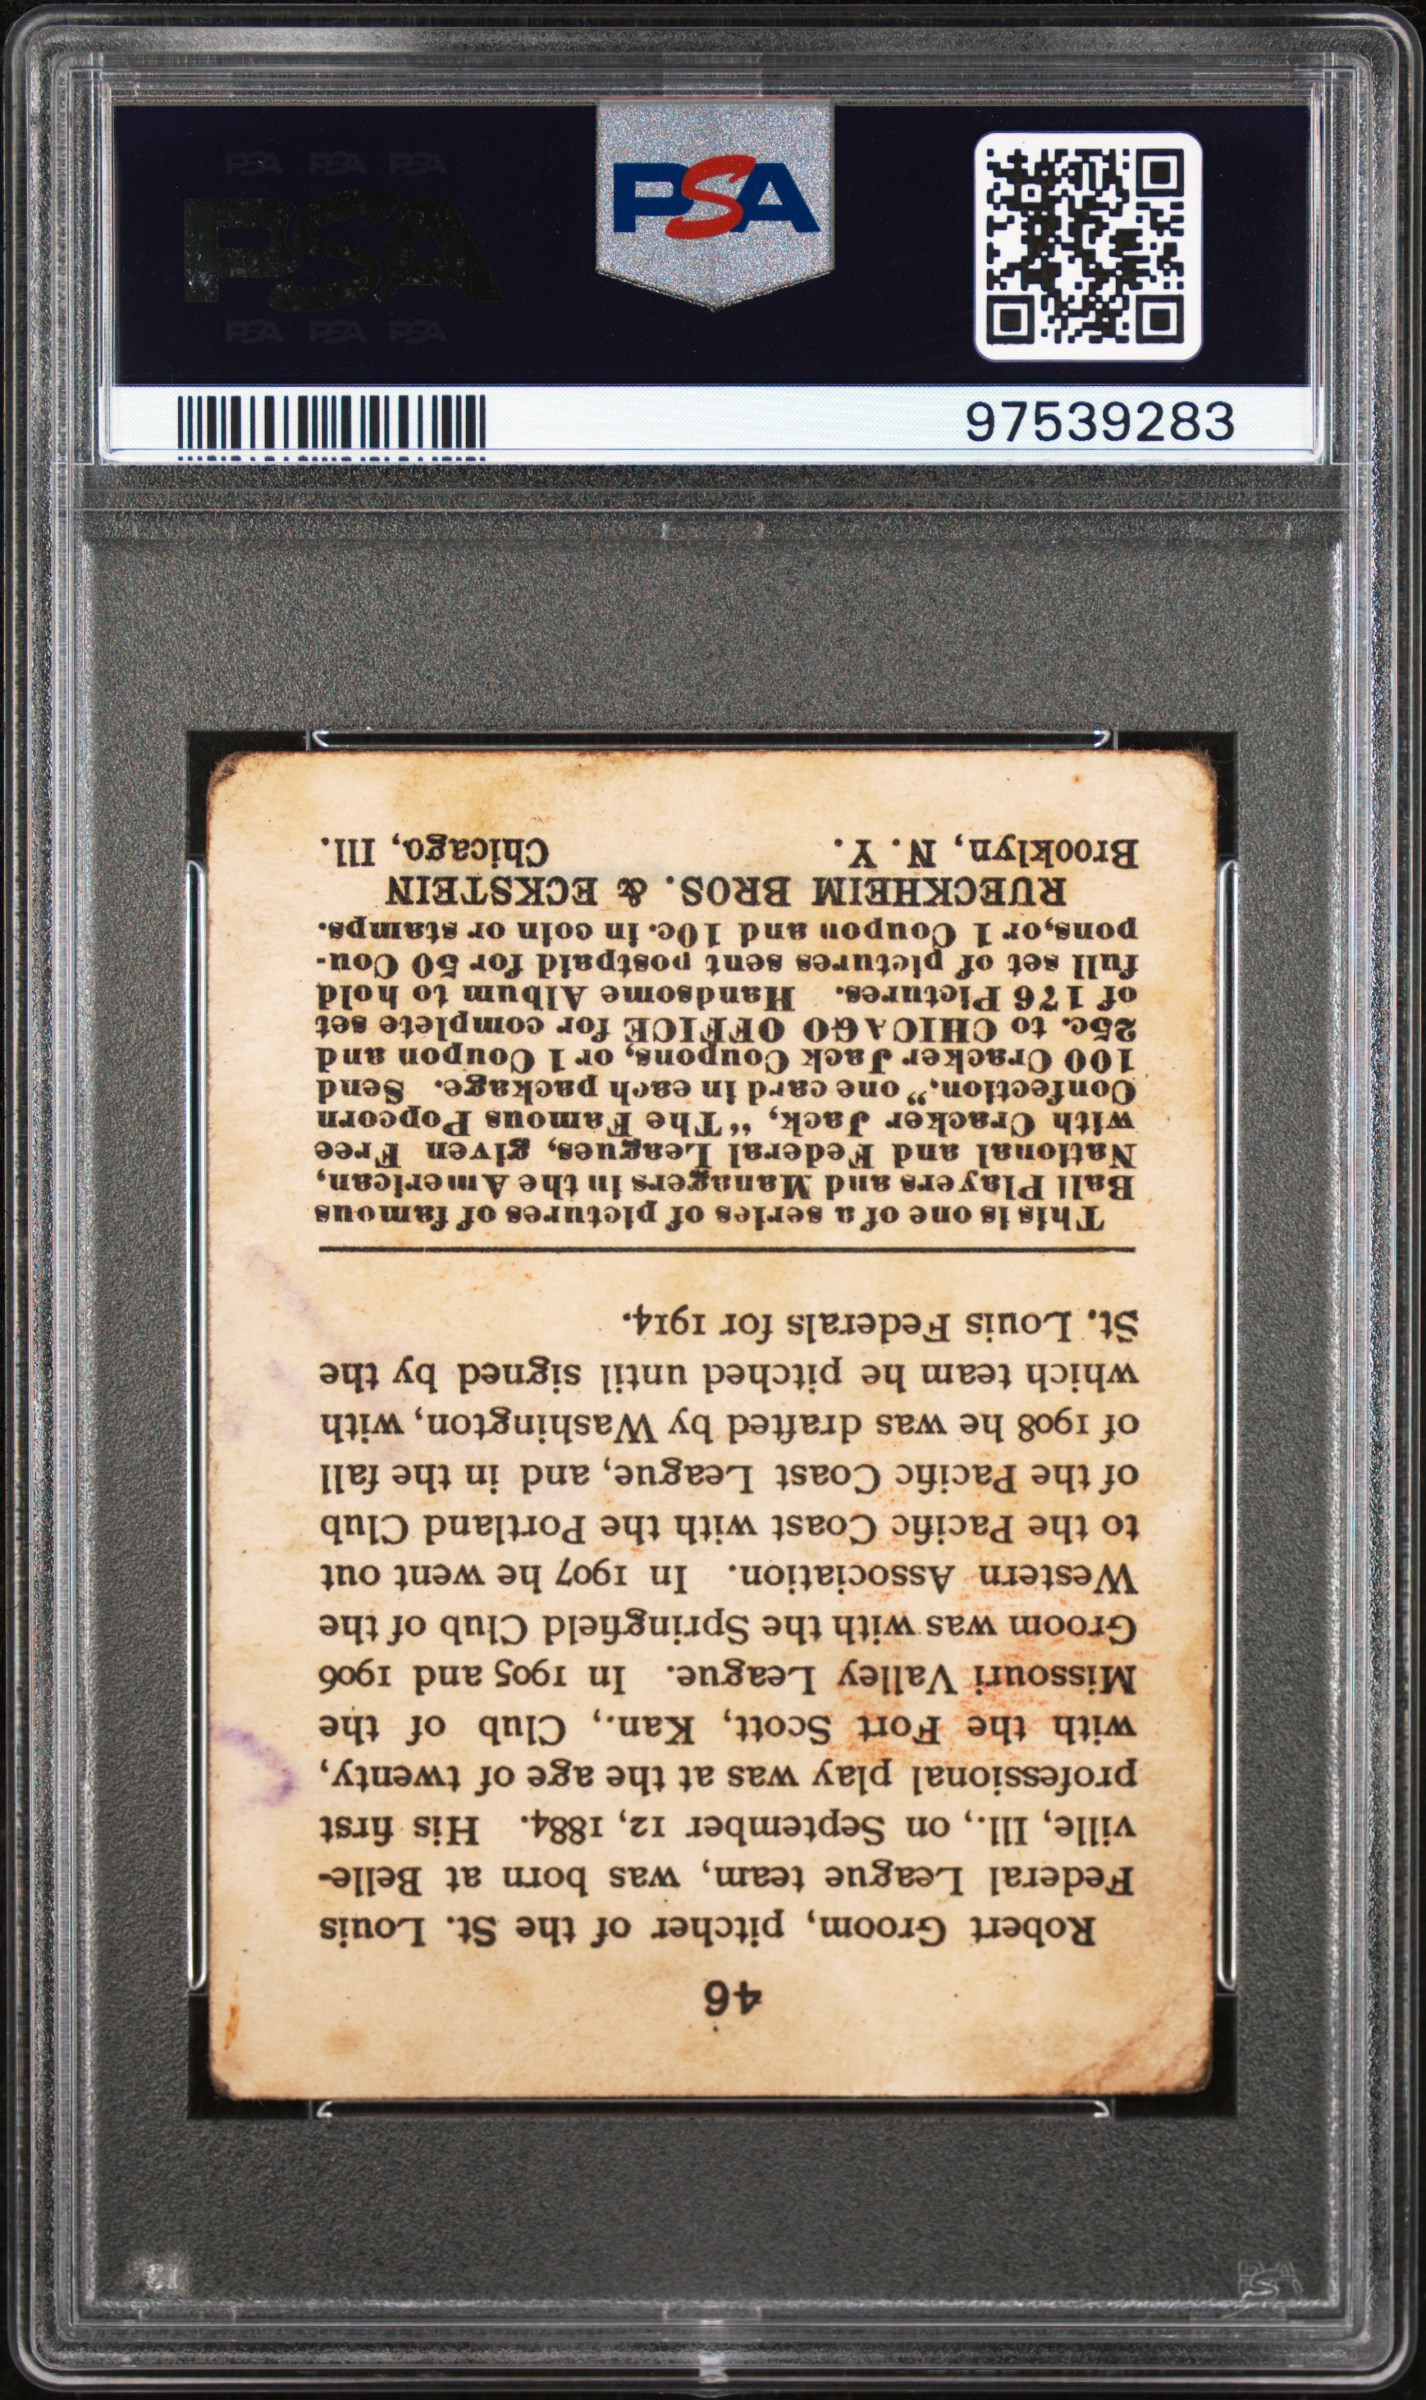 PSA PSA PSA
PSA
PSA PSA PSA
PSA
97539283
46
Robert Groom, pitcher of the St. Louis
Federal League team, was born at Belle-
ville, Ill., on September 12, 1884. His first
professional play was at the age of twenty,
with the Fort Scott, Kan., Club of the
Missouri Valley League. In 1905 and 1906
Groom was with the Springfield Club of the
Western Association. In 1907 he went out
to the Pacific Coast with the Portland Club
of the Pacific Coast League, and in the fall
of 1908 he was drafted by Washington, with
which team he pitched until signed by the
St. Louis Federals for 1914.
This is one of a series of pictures of famous
Ball Players and Managers in the American,
National and Federal Leagues, given Free
with Cracker Jack, "The Famous Popcorn
Confection," one card in each package. Send
100 Cracker Jack Coupons, or 1 Coupon and
25c. to CHICAGO OFFICE for complete set
of 176 Pictures. Handsome Album to hold
full set of pictures sent postpaid for 50 Cou-
pons, or 1 Coupon and 10c. in coin or stamps.
RUECKHEIM BROS. & ECKSTEIN
Brooklyn, N. Y. Chicago, Ill.
PSA